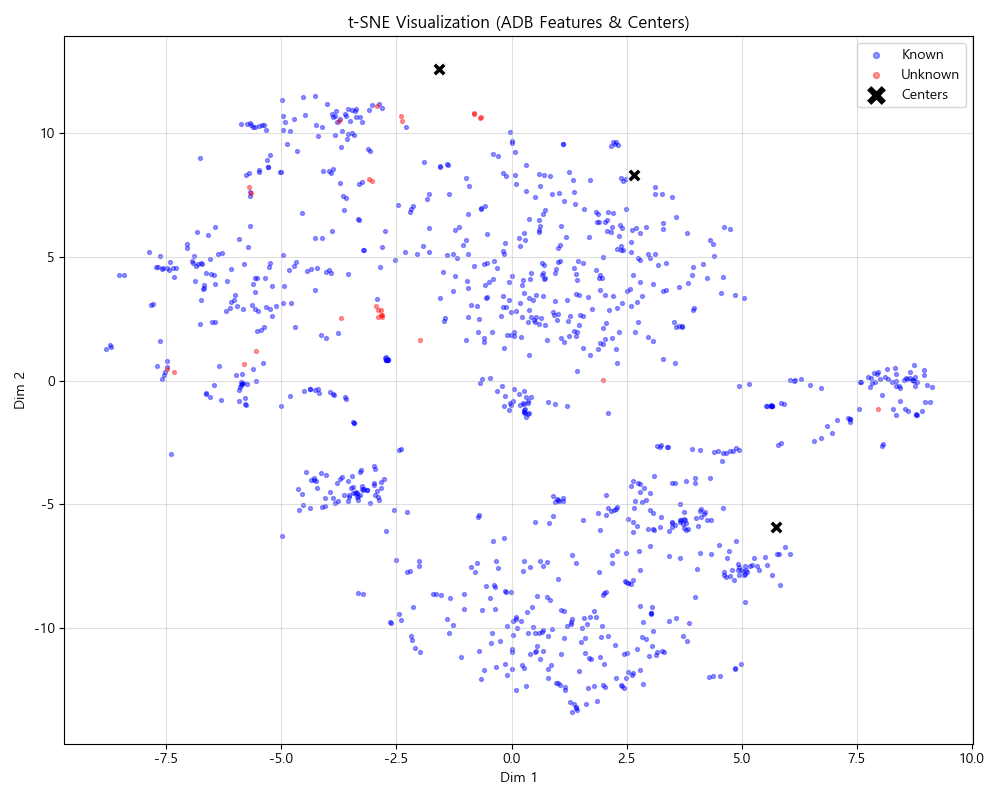 t-SNE Visualization (ADB Features & Centers)
Known
Unknown
Centers
10
5
0
-5
-10
Dim 2
-7.5 -5.0 -2.5 0.0 2.5 5.0 7.5 10.0
Dim 1